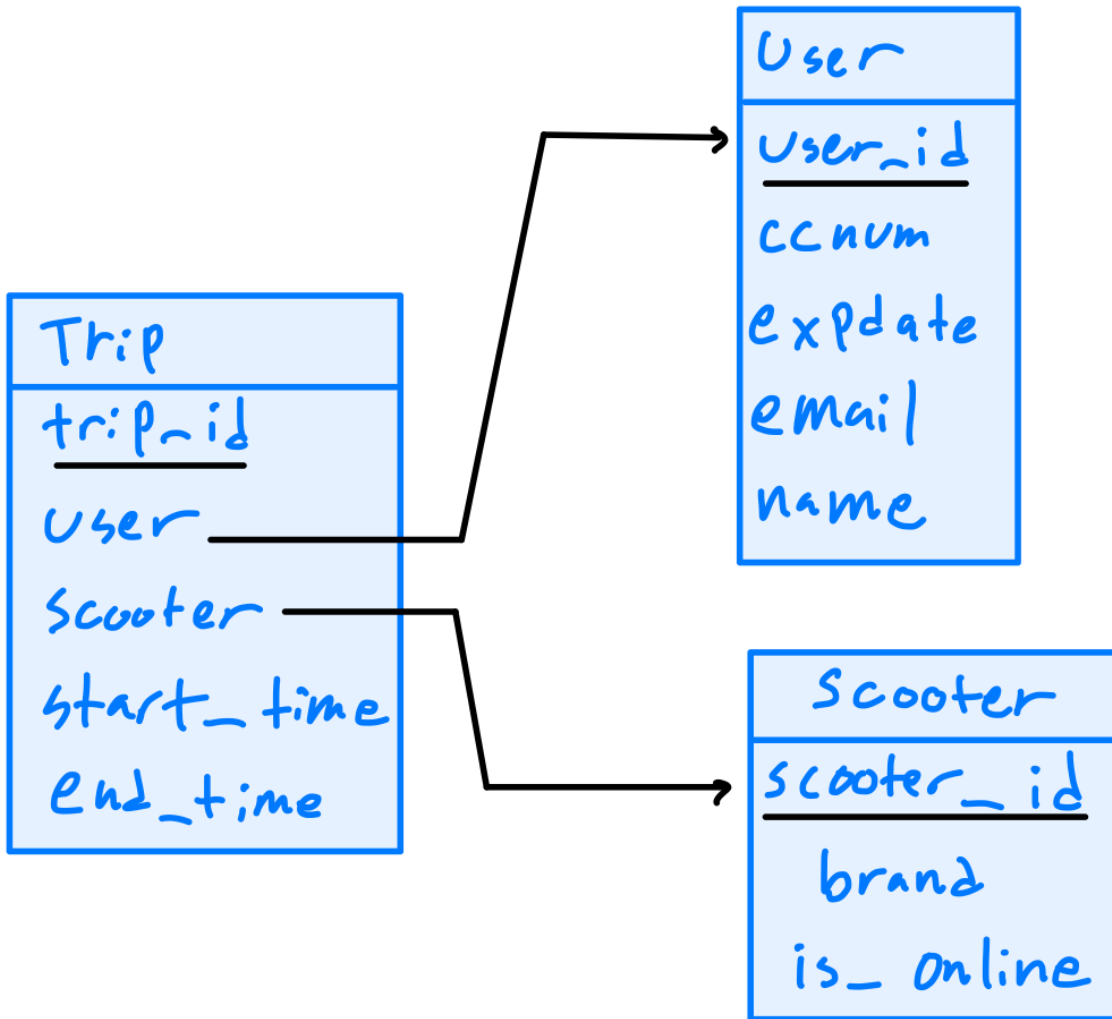 User
user_id
ccnum
expdate
email
name
Trip
trip_id
user
scooter
start_time
end_time
Scooter
scooter_id
brand
is_online